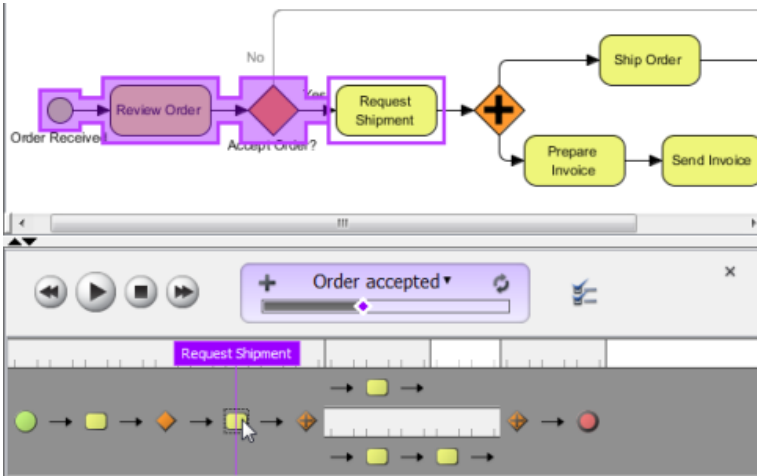 No
Ship Order
Review Order
Yes
Request
Shipment
Order Received
Accept Order?
Prepare
Invoice
Send Invoice
Order accepted
Request Shipment